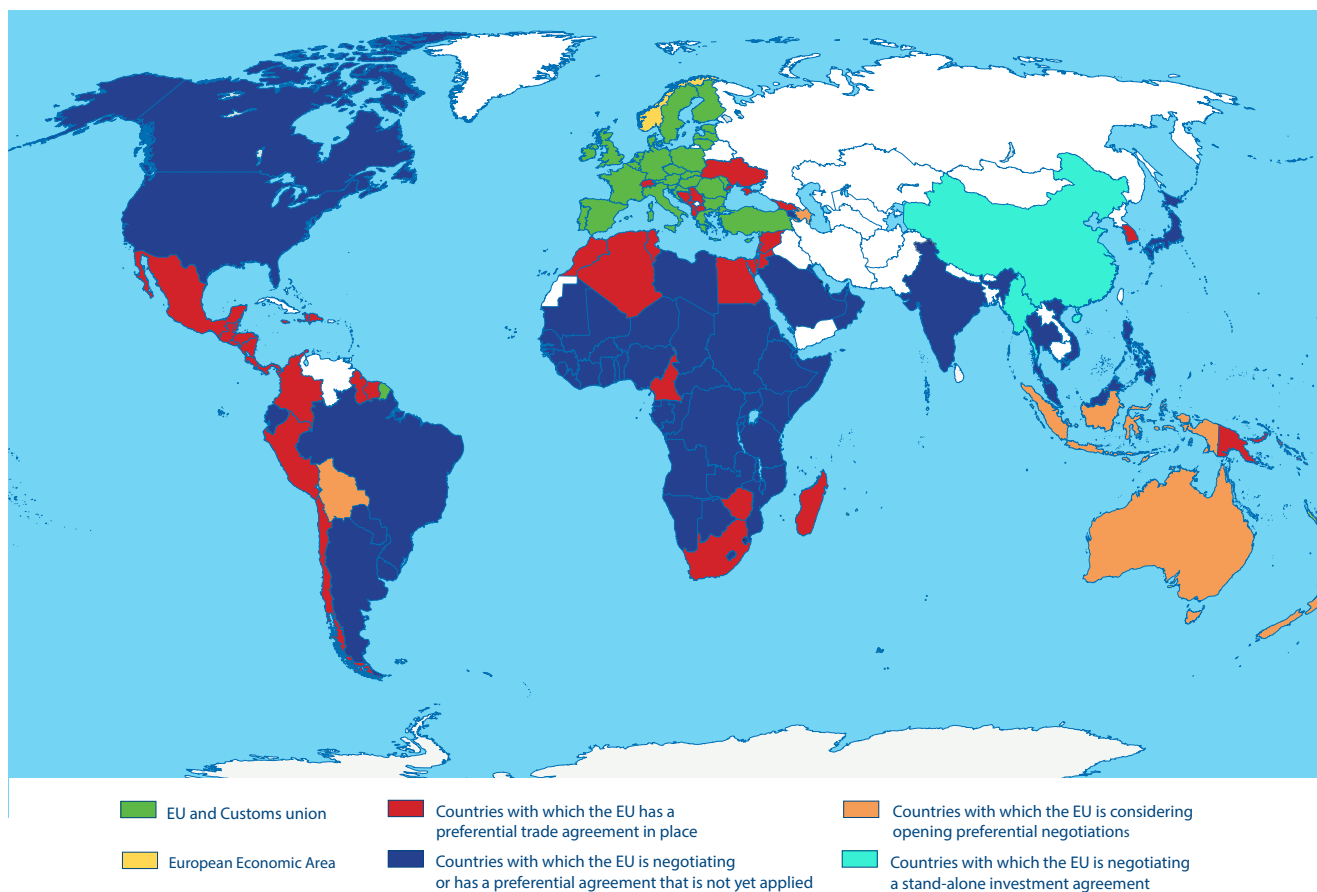 EU and Customs union
European Economic Area
Countries with which the EU has a
preferential trade agreement in place
Countries with which the EU is negotiating
or has a preferential agreement that is not yet applied
Countries with which the EU is considering
opening preferential negotiations
Countries with which the EU is negotiating
a stand-alone investment agreement